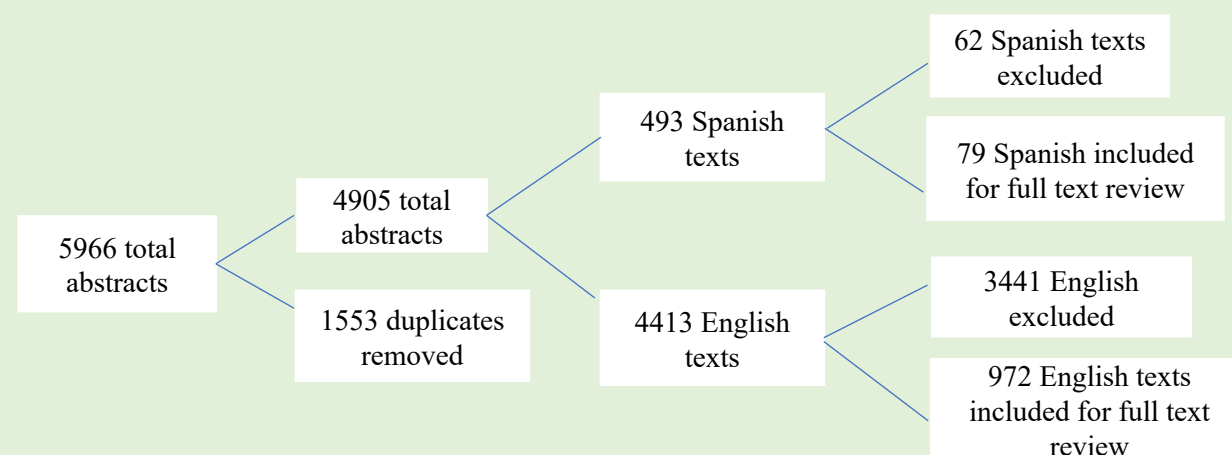 5966 total
abstracts
4905 total
abstracts
1553 duplicates
removed
493 Spanish
texts
4413 English
texts
62 Spanish texts
excluded
79 Spanish included
for full text review
3441 English
excluded
972 English texts
included for full text
review